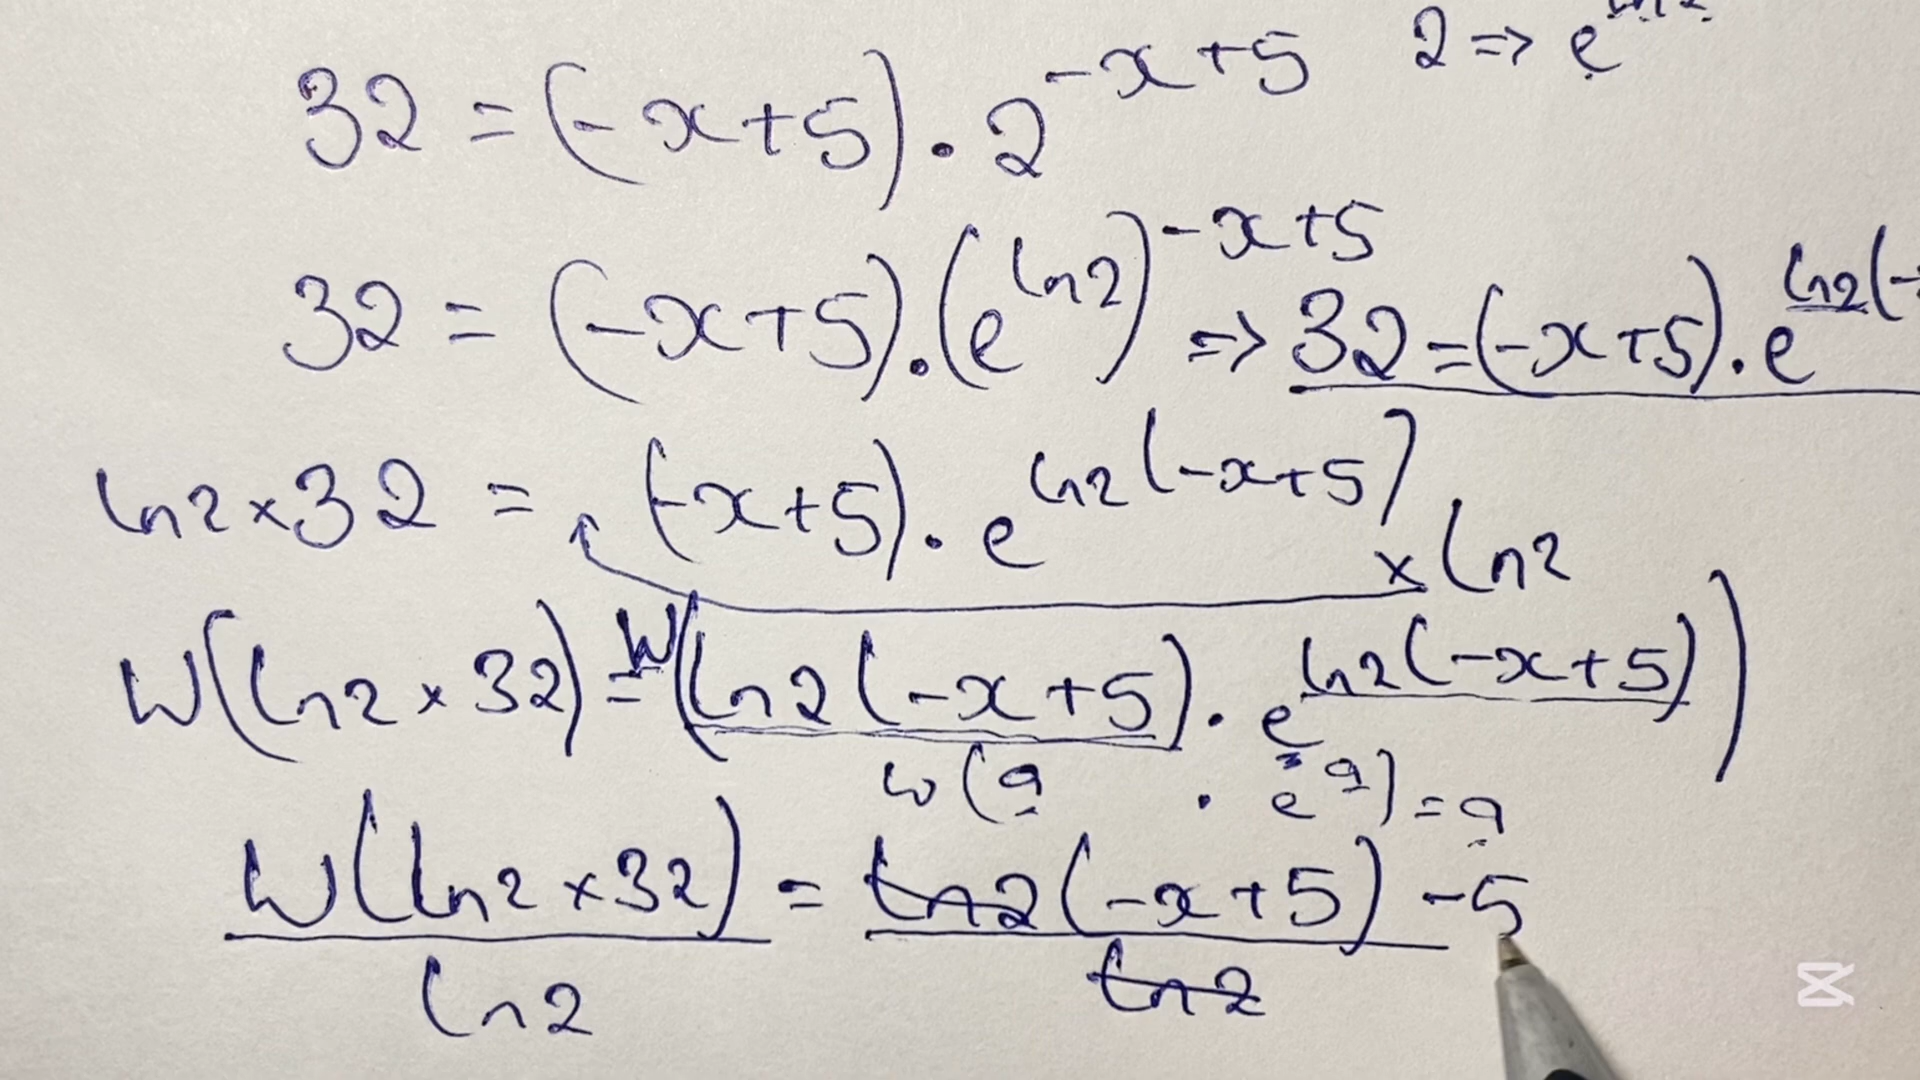 32 = (-x+5) · 2^{-x+5} 2 => e^{ln2}
32 = (-x+5) · (e^{ln2})^{-x+5} => 32 = (-x+5) · e^{ln2(-
ln2 × 32 = (-x+5) · e^{ln2(-x+5)} × ln2
W(ln2 × 32) = W(ln2(-x+5) · e^{ln2(-x+5)})
W(a · e^a) = a
W(ln2 × 32) = ln2(-x+5) -5
ln2 ln2